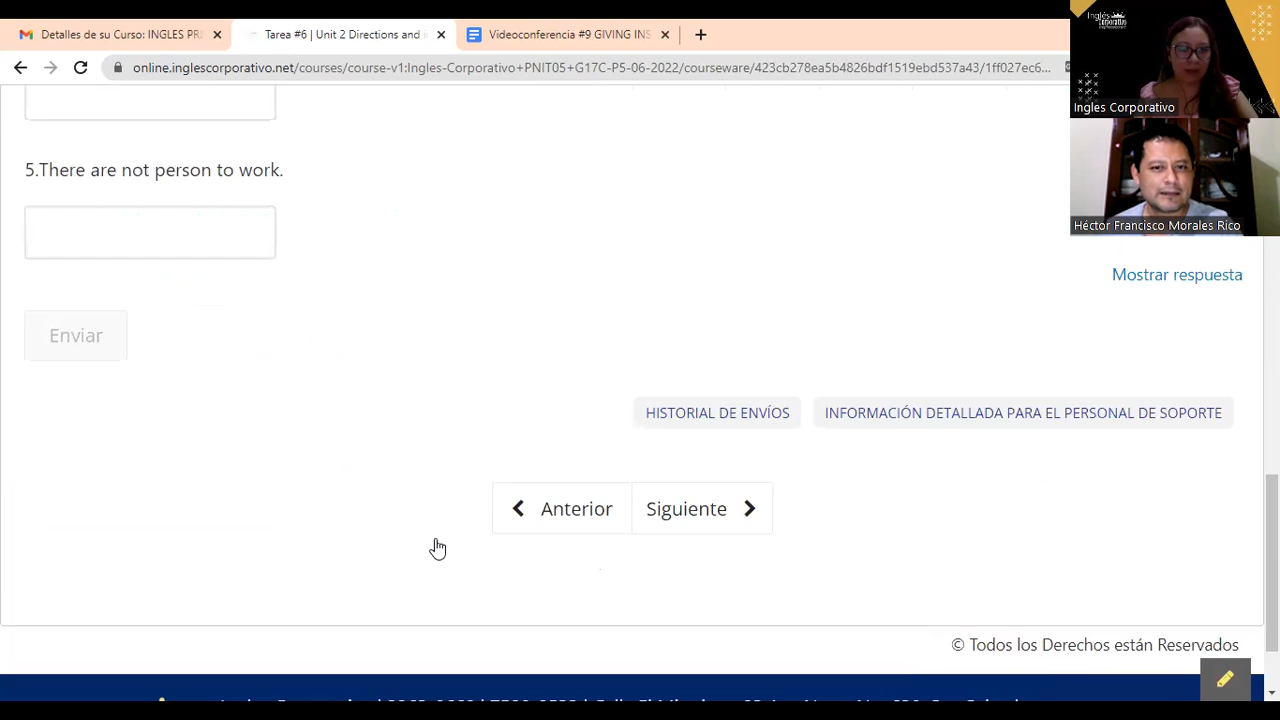 Detalles de su Curso: INGLES PRE
Tarea #6 | Unit 2 Directions and i
Videoconferencia #9 GIVING INS
online.inglescorporativo.net/courses/course-v1:Ingles-Corporativo+PNIT05+G17C-P5-06-2022/courseware/423cb278ea5b4826bdf1519ebd537a43/1ff027ec6...
Inglés
Ingles Corporativo
Héctor Francisco Morales Rico
5.There are not person to work.
Mostrar respuesta
Enviar
HISTORIAL DE ENVÍOS
INFORMACIÓN DETALLADA PARA EL PERSONAL DE SOPORTE
Anterior
Siguiente
© Todos los Derechos están Reservados